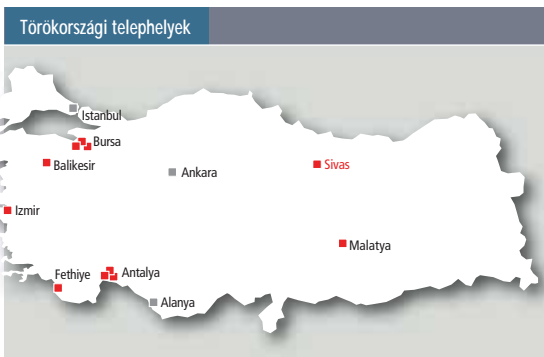 Törökországi telephelyek
Istanbul
Bursa
Balikesir
Ankara
Sivas
Izmir
Malatya
Fethiye
Antalya
Alanya